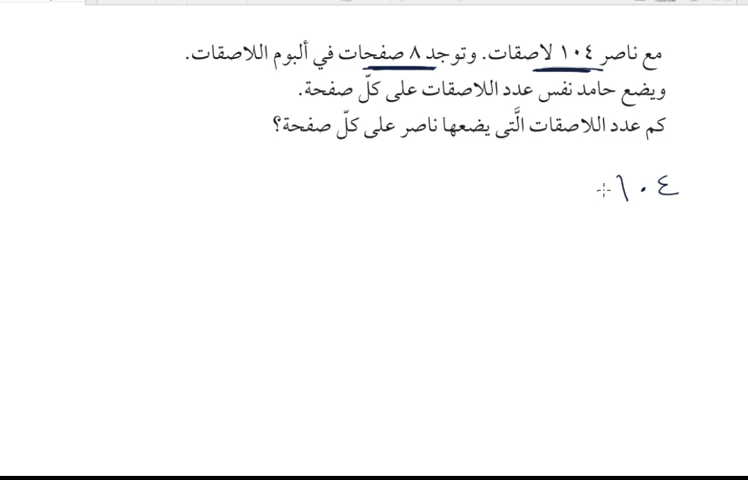 مع ناصر ١٠٤ لاصقات. وتوجد ٨ صفحات في ألبوم اللاصقات.
ويضع حامد نفس عدد اللاصقات على كلّ صفحة.
كم عدد اللاصقات الَّتى يضعها ناصر على كلّ صفحة؟
١٠٤